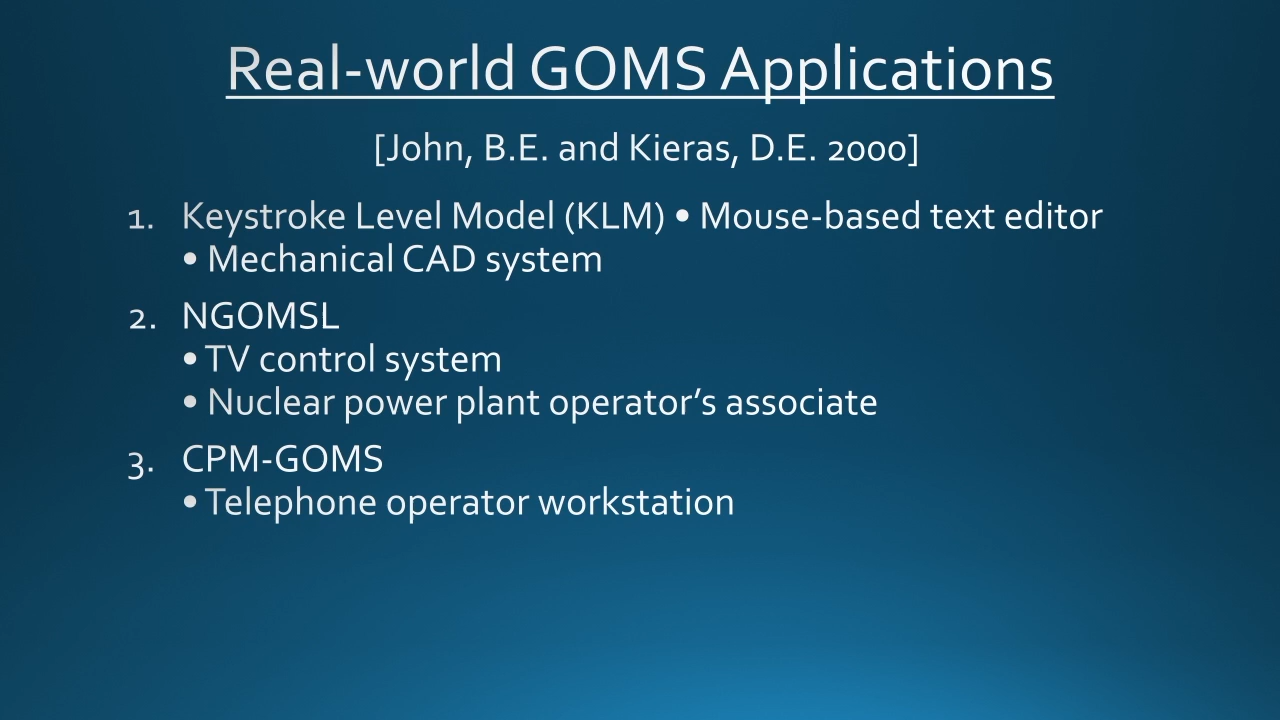 Real-world GOMS Applications
[John, B.E. and Kieras, D.E. 2000]
1. Keystroke Level Model (KLM) • Mouse-based text editor
• Mechanical CAD system
2. NGOMSL
• TV control system
• Nuclear power plant operator’s associate
3. CPM-GOMS
• Telephone operator workstation